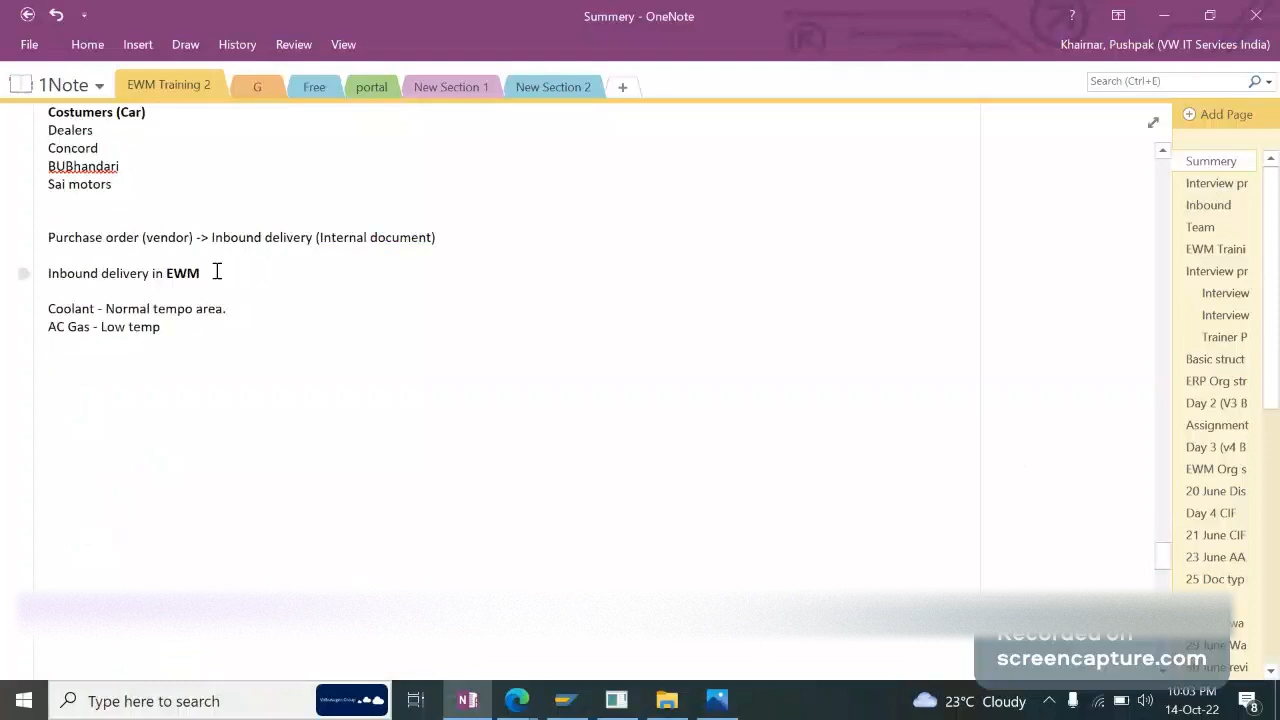 Summery - OneNote
?
File Home Insert Draw History Review View
Khairnar, Pushpak (VW IT Services India)
1Note
EWM Training 2
G
Free
portal
New Section 1
New Section 2
Search (Ctrl+E)
Add Page
Costumers (Car)
Dealers
Concord
BUBhandari
Sai motors
Purchase order (vendor) -> Inbound delivery (Internal document)
Inbound delivery in EWM
Coolant - Normal tempo area.
AC Gas - Low temp
Summery
Interview pr
Inbound
Team
EWM Traini
Interview pr
Interview
Interview
Trainer P
Basic struct
ERP Org str
Day 2 (V3 B
Assignment
Day 3 (v4 B
EWM Org s
20 June Dis
Day 4 CIF
21 June CIF
23 June AA
25 Doc typ
Recorded on
screencapture.com
Type here to search
23°C Cloudy
10:03 PM
14-Oct-22
8